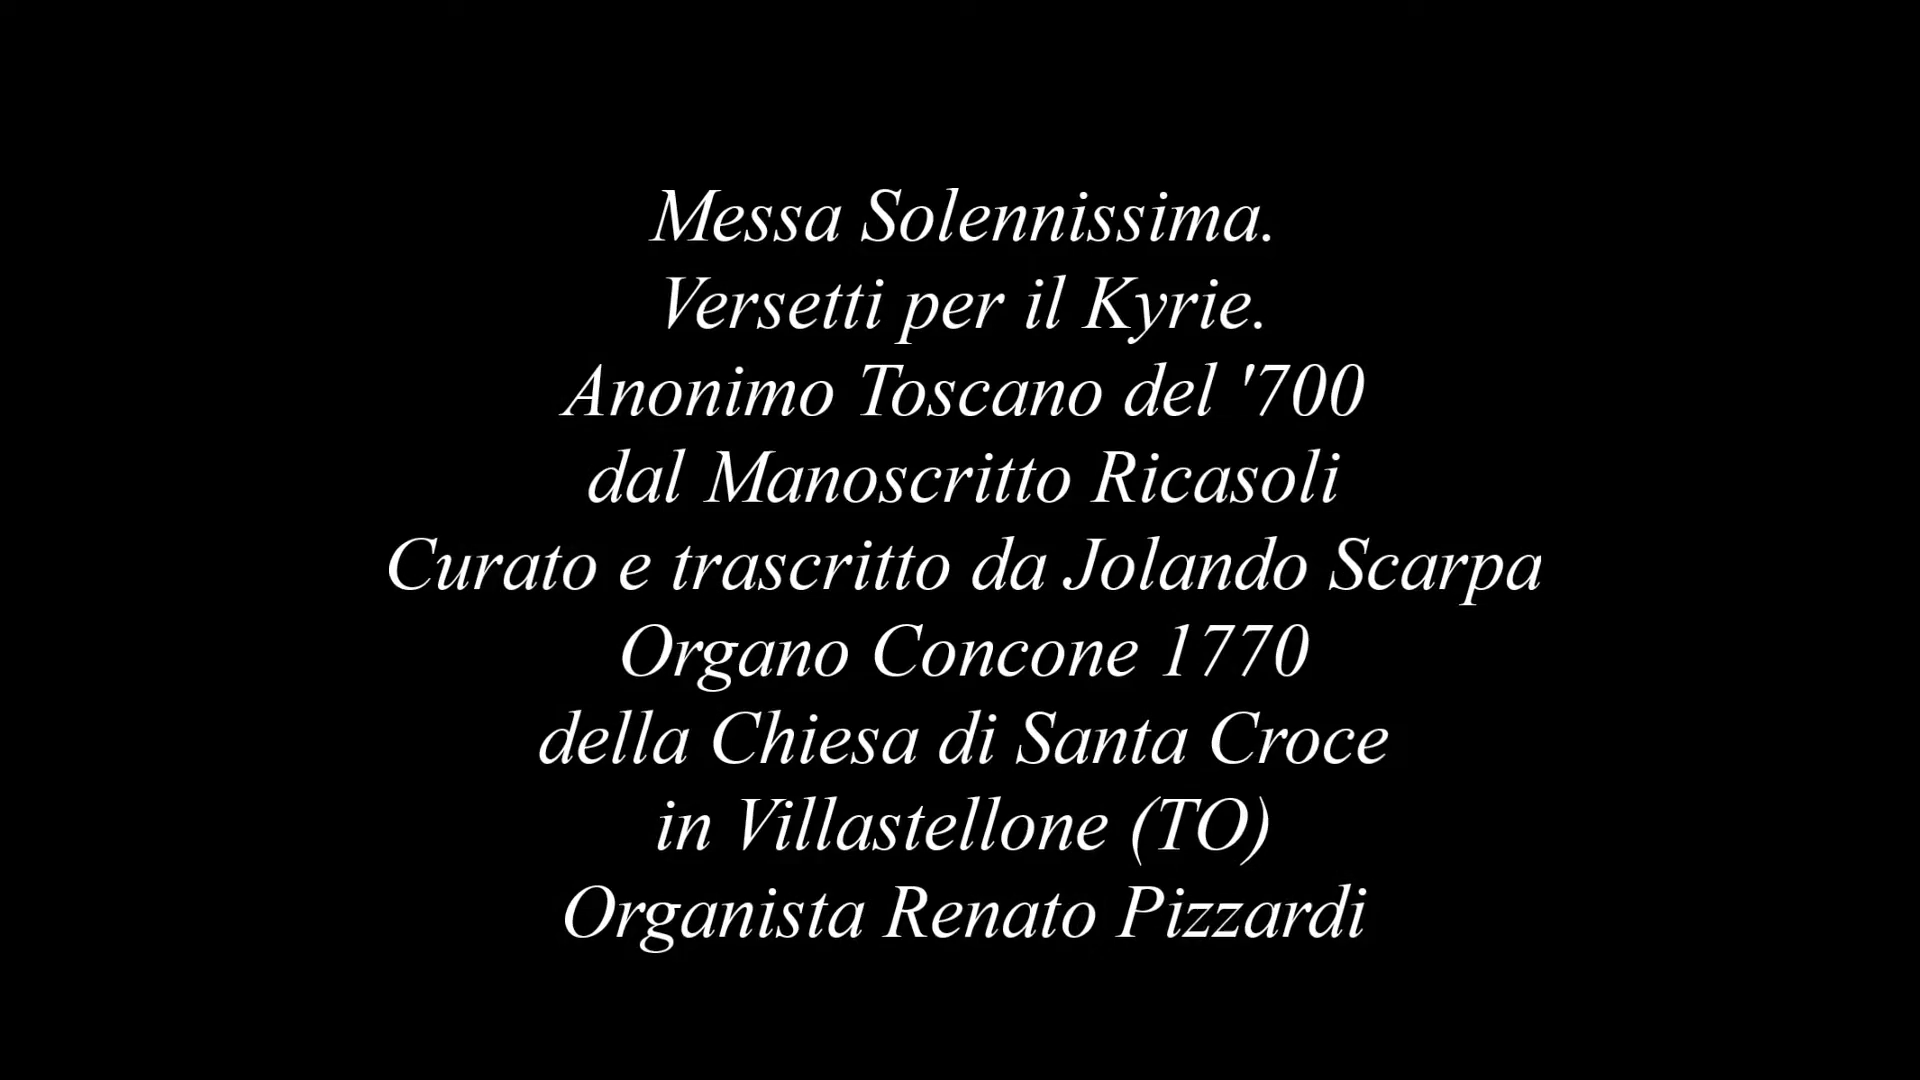 Messa Solennissima.
Versetti per il Kyrie.
Anonimo Toscano del '700
dal Manoscritto Ricasoli
Curato e trascritto da Jolando Scarpa
Organo Concone 1770
della Chiesa di Santa Croce
in Villastellone (TO)
Organista Renato Pizzardi